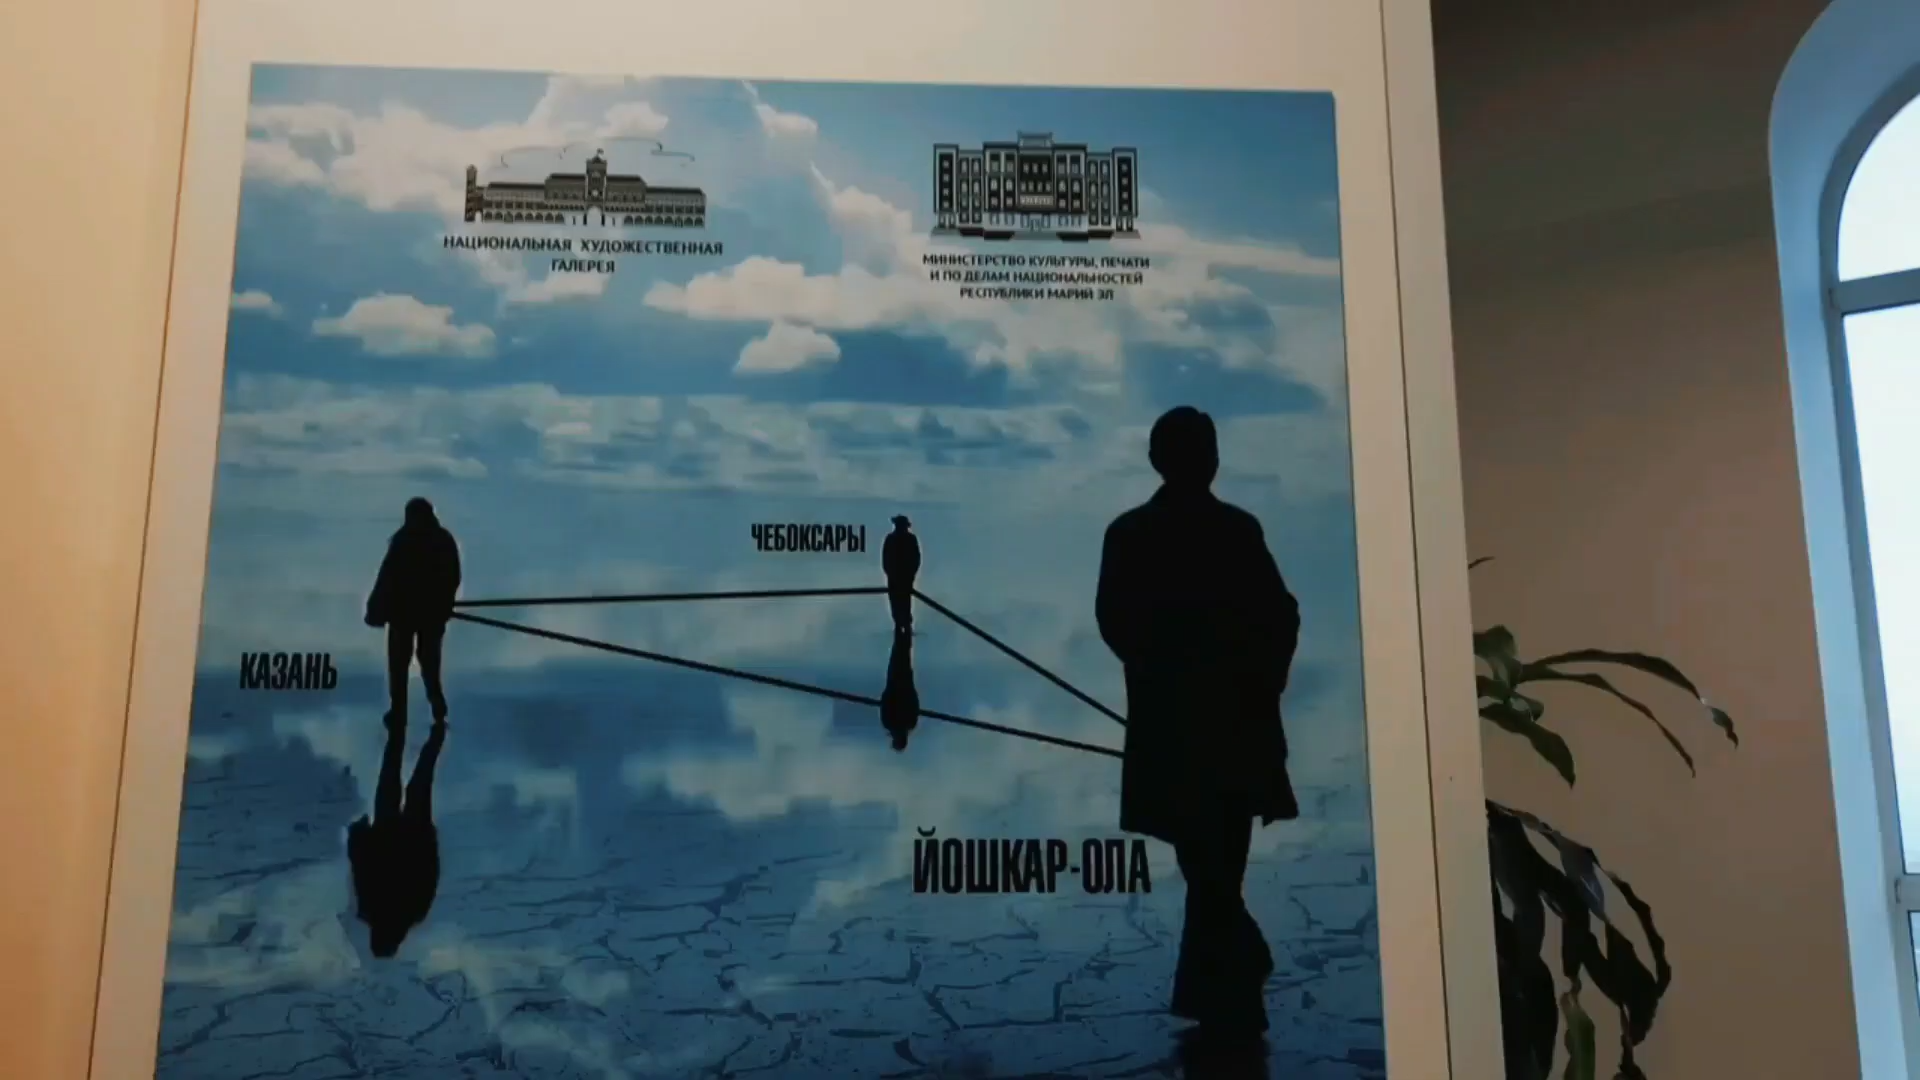 НАЦИОНАЛЬНАЯ ХУДОЖЕСТВЕННАЯ
ГАЛЕРЕЯ
МИНИСТЕРСТВО КУЛЬТУРЫ, ПЕЧАТИ
И ПО ДЕЛАМ НАЦИОНАЛЬНОСТЕЙ
РЕСПУБЛИКИ МАРИЙ ЭЛ
ЧЕБОКСАРЫ
КАЗАНЬ
ЙОШКАР-ОЛА